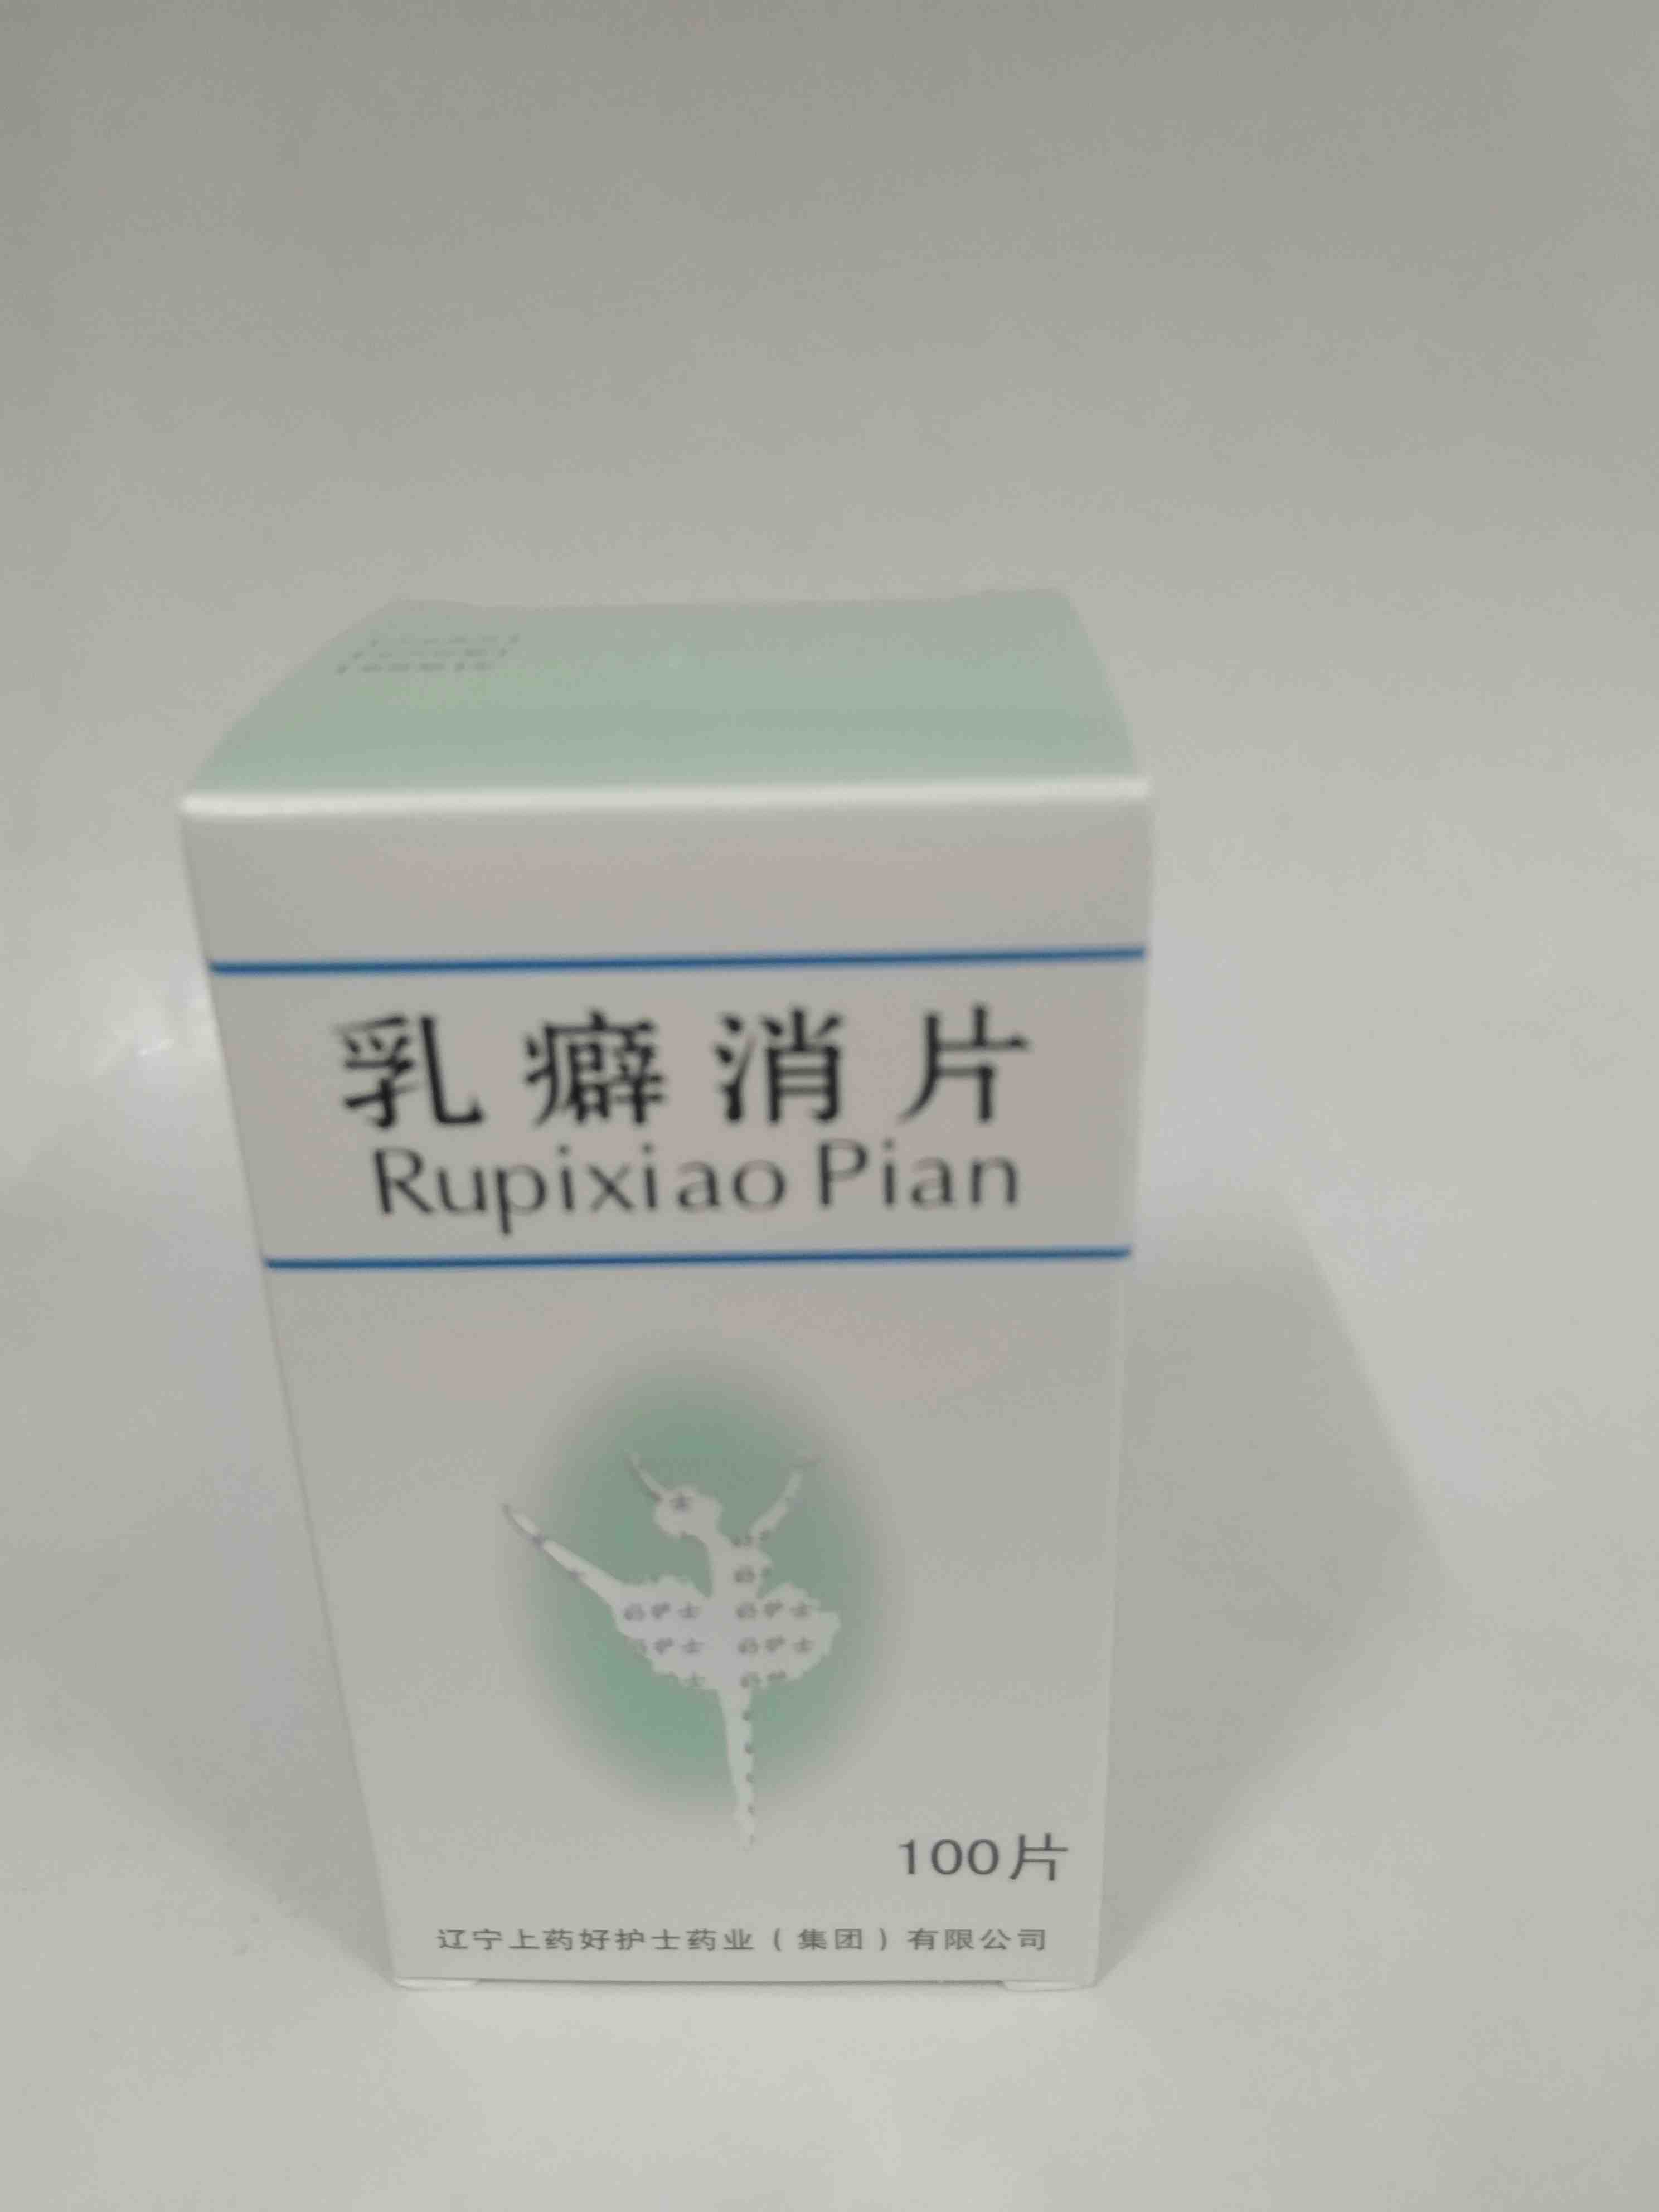 乳癖消片
Rupixiao Pian
100片
辽宁上药好护士药业（集团）有限公司